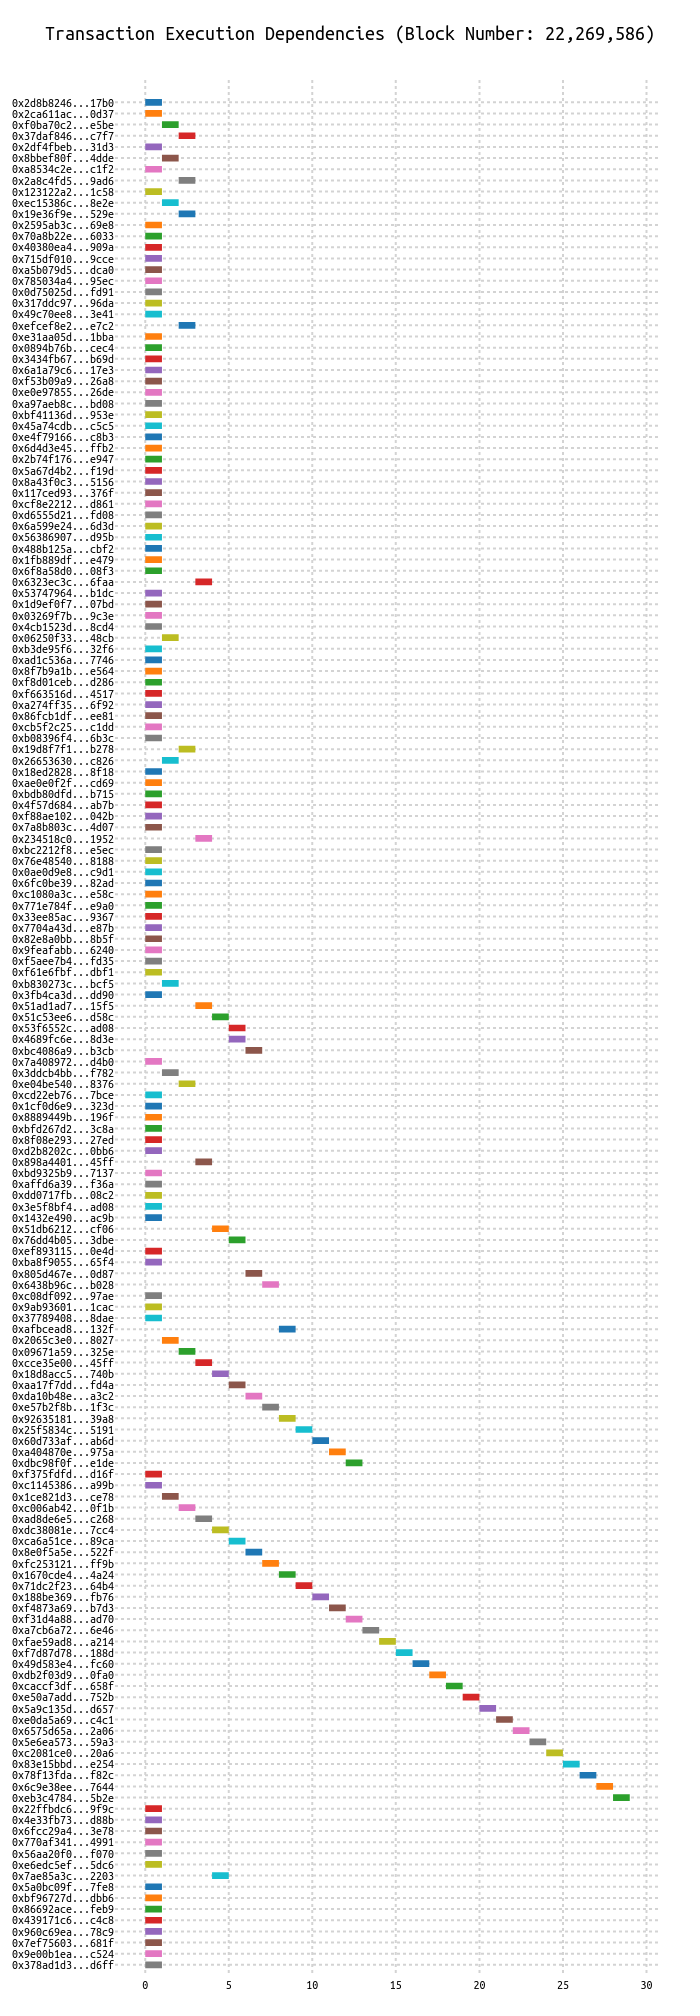 Transaction Execution Dependencies (Block Number: 22,269,586)
0x2d8b8246...17b0
0x2ca611ac...0d37
0xf0ba70c2...e5be
0x37daf846...c7f7
0x2df4fbeb...31d3
0x8bbef80f...4dde
0xa8534c2e...c1f2
0x2a8c4fd5...9ad6
0x123122a2...1c58
0xec15386c...8e2e
0x19e36f9e...529e
0x2595ab3c...69e8
0x70a8b22e...6033
0x40380ea4...909a
0x715df010...9cce
0xa5b079d5...dca0
0x785034a4...95ec
0x0d75025d...fd91
0x317ddc97...96da
0x49c70ee8...3e41
0xefcef8e2...e7c2
0xe31aa05d...1bba
0x0894b76b...cec4
0x3434fb67...b69d
0x6a1a79c6...17e3
0xf53b09a9...26a8
0xe0e97855...26de
0xa97aeb8c...bd08
0xbf41136d...953e
0x45a74cdb...c5c5
0xe4f79166...c8b3
0x6d4d3e45...ffb2
0x2b74f176...e947
0x5a67d4b2...f19d
0x8a43f0c3...5156
0x117ced93...376f
0xcf8e2212...d861
0xd6555d21...fd08
0x6a599e24...6d3d
0x56386907...d95b
0x488b125a...cbf2
0x1fb889df...e479
0x6f8a58d0...08f3
0x6323ec3c...6faa
0x53747964...b1dc
0x1d9ef0f7...07bd
0x03269f7b...9c3e
0x4cb1523d...8cd4
0x06250f33...48cb
0xb3de95f6...32f6
0xad1c536a...7746
0x8f7b9a1b...e564
0xf8d01ceb...d286
0xf663516d...4517
0xa274ff35...6f92
0x86fcb1df...ee81
0xcb5f2c25...c1dd
0xb08396f4...6b3c
0x19d8f7f1...b278
0x26653630...c826
0x18ed2828...8f18
0xae0e0f2f...cd69
0xbdb80dfd...b715
0x4f57d684...ab7b
0xf88ae102...042b
0x7a8b803c...4d07
0x234518c0...1952
0xbc2212f8...e5ec
0x76e48540...8188
0x0ae0d9e8...c9d1
0x6fc0be39...82ad
0xc1080a3c...e58c
0x771e784f...e9a0
0x33ee85ac...9367
0x7704a43d...e87b
0x82e8a0bb...8b5f
0x9feafabb...6240
0xf5aee7b4...fd35
0xf61e6fbf...dbf1
0xb830273c...bcf5
0x3fb4ca3d...dd90
0x51ad1ad7...15f5
0x51c53ee6...d58c
0x53f6552c...ad08
0x4689fc6e...8d3e
0xbc4086a9...b3cb
0x7a408972...d4b0
0x3ddcb4bb...f782
0xe04be540...8376
0xcd22eb76...7bce
0x1cf0d6e9...323d
0x8889449b...196f
0xbfd267d2...3c8a
0x8f08e293...27ed
0xd2b8202c...0bb6
0x898a4401...45ff
0xbd9325b9...7137
0xaffd6a39...f36a
0xdd0717fb...08c2
0x3e5f8bf4...ad08
0x1432e490...ac9b
0x51db6212...cf06
0x76dd4b05...3dbe
0xef893115...0e4d
0xba8f9055...65f4
0x805d467e...0d87
0x6438b96c...b028
0xc08df092...97ae
0x9ab93601...1cac
0x37789408...8dae
0xafbcead8...132f
0x2065c3e0...8027
0x09671a59...325e
0xcce35e00...45ff
0x18d8acc5...740b
0xaa17f7dd...fd4a
0xda10b48e...a3c2
0xe57b2f8b...1f3c
0x92635181...39a8
0x25f5834c...5191
0x60d733af...ab6d
0xa404870e...975a
0xdbc98f0f...e1de
0xf375fdfd...d16f
0xc1145386...a99b
0x1ce821d3...ce78
0xc006ab42...0f1b
0xad8de6e5...c268
0xdc38081e...7cc4
0xca6a51ce...89ca
0x8e0f5a5e...522f
0xfc253121...ff9b
0x1670cde4...4a24
0x71dc2f23...64b4
0x188be369...fb76
0xf4873a69...b7d3
0xf31d4a88...ad70
0xa7cb6a72...6e46
0xfae59ad8...a214
0xf7d87d78...188d
0x49d583e4...fc60
0xdb2f03d9...0fa0
0xcaccf3df...658f
0xe50a7add...752b
0x5a9c135d...d657
0xe0da5a69...c4c1
0x6575d65a...2a06
0x5e6ea573...59a3
0xc2081ce0...20a6
0x83e15bbd...e254
0x78f13fda...f82c
0x6c9e38ee...7644
0xeb3c4784...5b2e
0x22ffbdc6...9f9c
0x4e33fb73...d88b
0x6fcc29a4...3e78
0x770af341...4991
0x56aa20f0...f070
0xe6edc5ef...5dc6
0x7ae85a3c...2203
0x5a0bc09f...7fe8
0xbf96727d...dbb6
0x86692ace...feb9
0x439171c6...c4c8
0x960c69ea...78c9
0x7ef75603...681f
0x9e00b1ea...c524
0x378ad1d3...d6ff
0 5 10 15 20 25 30